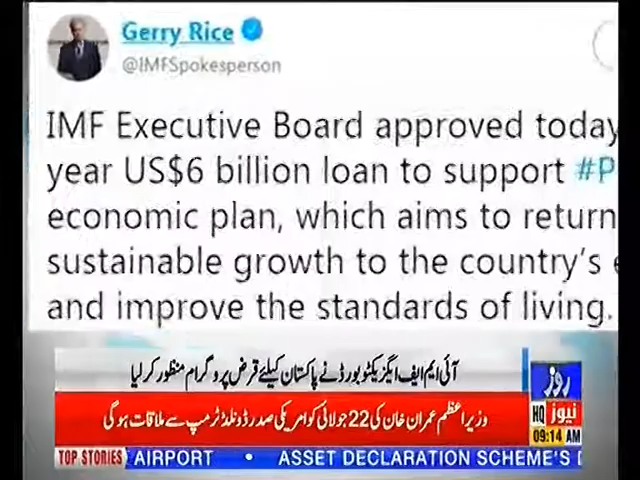 Gerry Rice
@IMFSpokesperson
IMF Executive Board approved today
year US$6 billion loan to support #P
economic plan, which aims to return
sustainable growth to the country's e
and improve the standards of living.
آئی ایم ایف ایگزیکٹو بورڈ نے پاکستان کیلئے قرض پروگرام منظور کر لیا
وزیراعظم عمران خان کی 22 جولائی کو امریکی صدر ڈونلڈ ٹرمپ سے ملاقات ہوگی
روز
نیوز
HQ
09:14 AM
TOP STORIES AIRPORT • ASSET DECLARATION SCHEME'S D